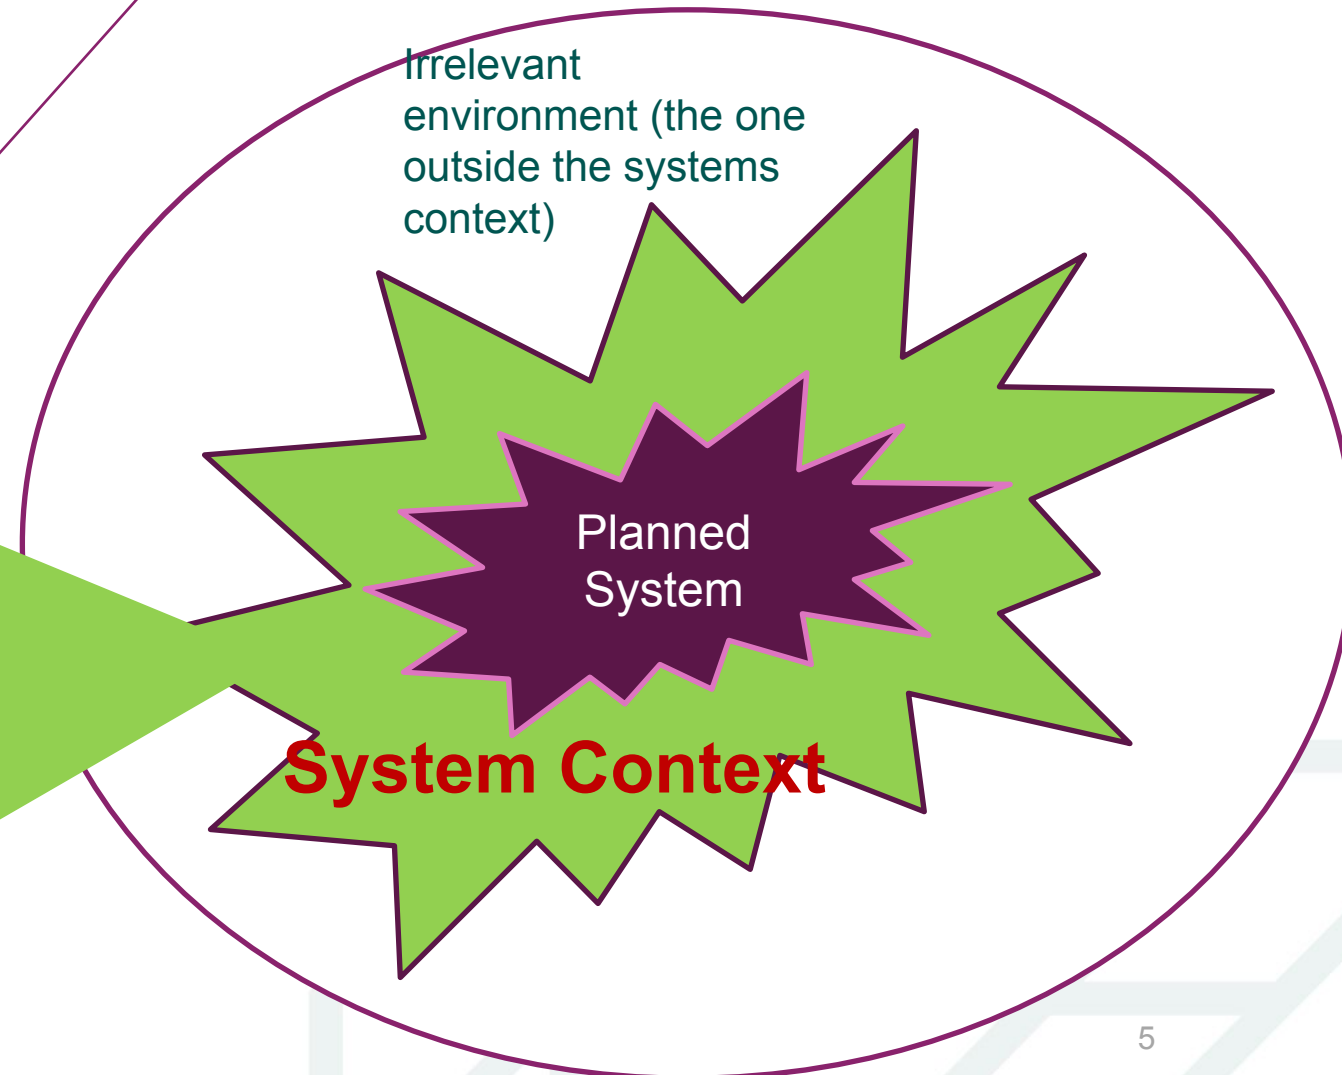 Irrelevant
environment (the one
outside the systems
context)
Planned
System
System Context
5